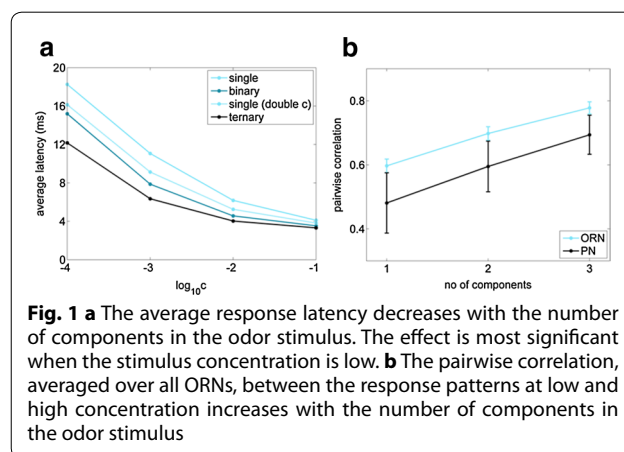 a
b
20
16
12
8
4
0
average latency (ms)
single
binary
single (double c)
ternary
-4
-3
-2
-1
log10c
0.8
0.6
0.4
pairwise correlation
ORN
PN
1
2
3
no of components
Fig. 1 a The average response latency decreases with the number
of components in the odor stimulus. The effect is most significant
when the stimulus concentration is low. b The pairwise correlation,
averaged over all ORNs, between the response patterns at low and
high concentration increases with the number of components in
the odor stimulus